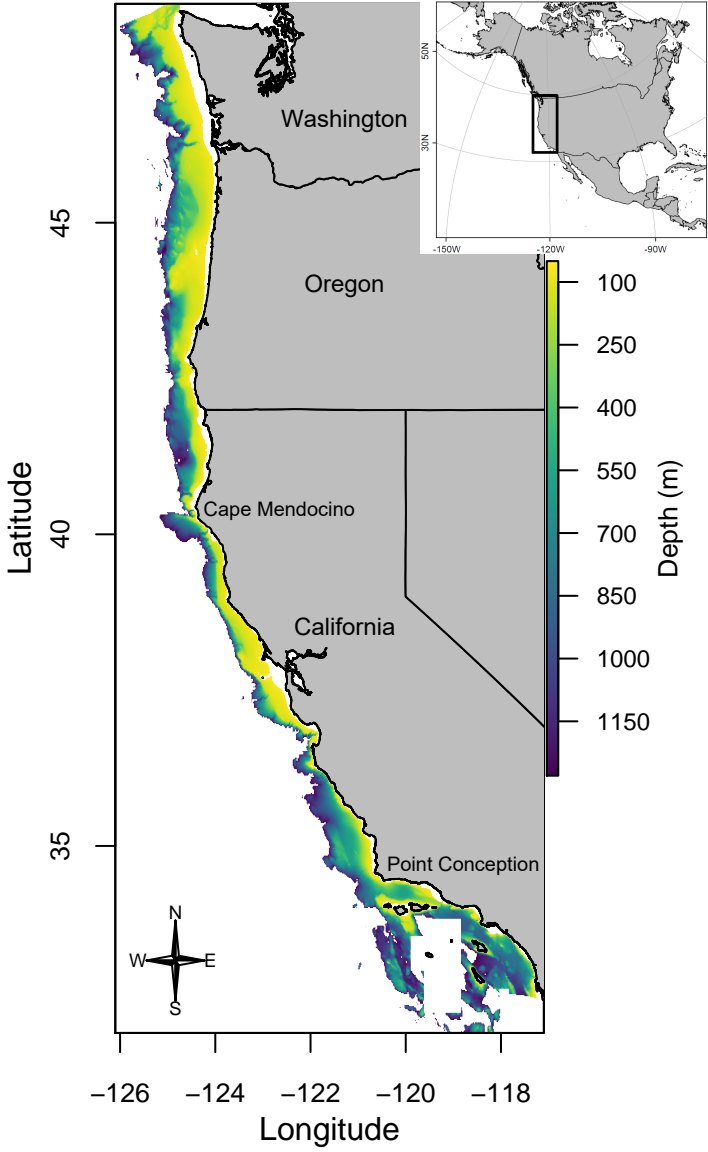 50N
30N
−150W
−120W
−90W
Washington
Oregon
Cape Mendocino
California
Point Conception
N
W
E
S
45
40
35
Latitude
−126
−124
−122
−120
−118
Longitude
100
250
400
550
700
850
1000
1150
Depth (m)